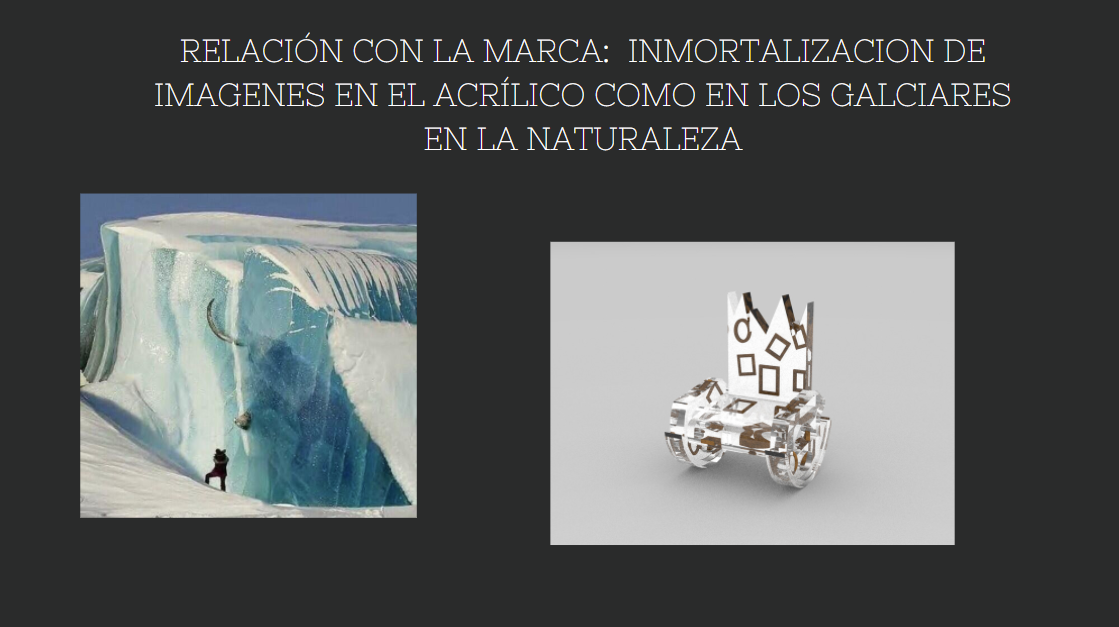 RELACIÓN CON LA MARCA:  INMORTALIZACION DE
IMAGENES EN EL ACRÍLICO COMO EN LOS GALCIARES
EN LA NATURALEZA